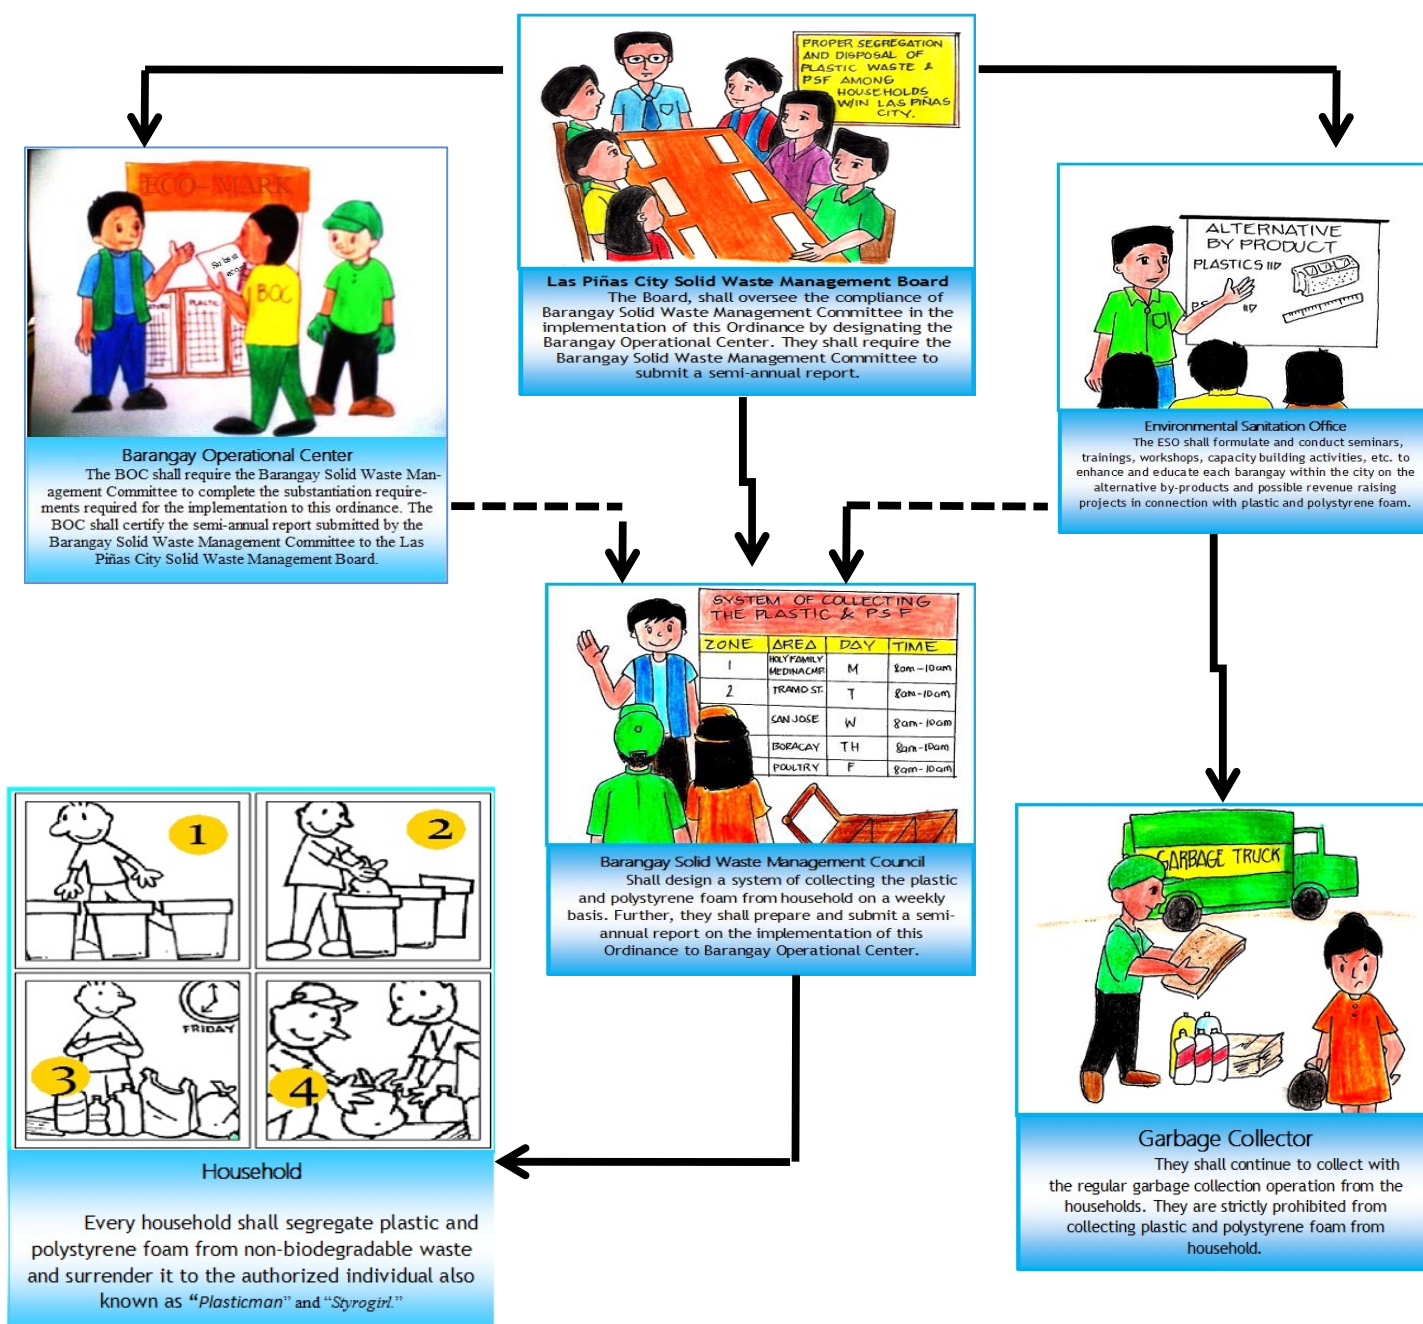 PROPER SEGREGATION
AND DISPOSAL OF
PLASTIC WASTE &
PSF AMONG
HOUSEHOLDS
W/IN LAS PIÑAS
CITY.
Las Piñas City Solid Waste Management Board
The Board, shall oversee the compliance of
Barangay Solid Waste Management Committee in the
implementation of this Ordinance by designating the
Barangay Operational Center. They shall require the
Barangay Solid Waste Management Committee to
submit a semi-annual report.
ECO-MARK
PLASTIC
BOC
Barangay Operational Center
The BOC shall require the Barangay Solid Waste Man-
agement Committee to complete the substantiation require-
ments required for the implementation to this ordinance. The
BOC shall certify the semi-annual report submitted by the
Barangay Solid Waste Management Committee to the Las
Piñas City Solid Waste Management Board.
ALTERNATIVE
BY PRODUCT
PLASTICS
PS
Environmental Sanitation Office
The ESO shall formulate and conduct seminars,
trainings, workshops, capacity building activities, etc. to
enhance and educate each barangay within the city on the
alternative by-products and possible revenue raising
projects in connection with plastic and polystyrene foam.
SYSTEM OF COLLECTING
THE PLASTIC & PSF
ZONE AREA DAY TIME
1 HOLY FAMILY MEDINA CMP. M 8am-10am
2 TRAMO ST. T 8am-10am
SAN JOSE W 8am-10am
BORACAY TH 8am-10am
POULTRY F 8am-10am
Barangay Solid Waste Management Council
Shall design a system of collecting the plastic
and polystyrene foam from household on a weekly
basis. Further, they shall prepare and submit a semi-
annual report on the implementation of this
Ordinance to Barangay Operational Center.
1
2
3
FRIDAY
4
Household
Every household shall segregate plastic and
polystyrene foam from non-biodegradable waste
and surrender it to the authorized individual also
known as "Plasticman" and "Styrogirl."
GARBAGE TRUCK
Garbage Collector
They shall continue to collect with
the regular garbage collection operation from the
households. They are strictly prohibited from
collecting plastic and polystyrene foam from
household.